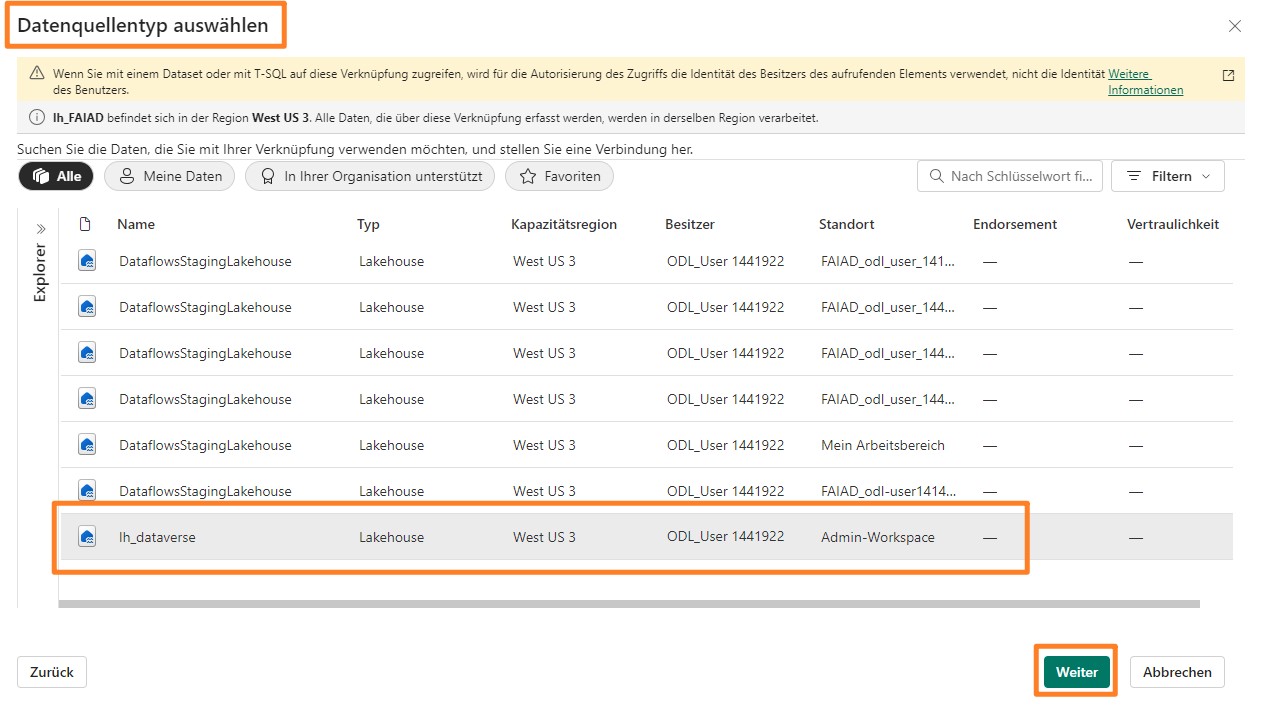 Datenquellentyp auswählen
Wenn Sie mit einem Dataset oder mit T-SQL auf diese Verknüpfung zugreifen, wird für die Autorisierung des Zugriffs die Identität des Besitzers des aufrufenden Elements verwendet, nicht die Identität Weitere
des Benutzers. Informationen
lh_FAIAD befindet sich in der Region West US 3. Alle Daten, die über diese Verknüpfung erfasst werden, werden in derselben Region verarbeitet.
Suchen Sie die Daten, die Sie mit Ihrer Verknüpfung verwenden möchten, und stellen Sie eine Verbindung her.
Alle Meine Daten In Ihrer Organisation unterstützt Favoriten Nach Schlüsselwort fi... Filtern
Explorer
Name Typ Kapazitätsregion Besitzer Standort Endorsement Vertraulichkeit
DataflowsStagingLakehouse Lakehouse West US 3 ODL_User 1441922 FAIAD_odl_user_141... — —
DataflowsStagingLakehouse Lakehouse West US 3 ODL_User 1441922 FAIAD_odl_user_144... — —
DataflowsStagingLakehouse Lakehouse West US 3 ODL_User 1441922 FAIAD_odl_user_144... — —
DataflowsStagingLakehouse Lakehouse West US 3 ODL_User 1441922 FAIAD_odl_user_144... — —
DataflowsStagingLakehouse Lakehouse West US 3 ODL_User 1441922 Mein Arbeitsbereich — —
DataflowsStagingLakehouse Lakehouse West US 3 ODL_User 1441922 FAIAD_odl-user1414... — —
lh_dataverse Lakehouse West US 3 ODL_User 1441922 Admin-Workspace — —
Zurück Weiter Abbrechen